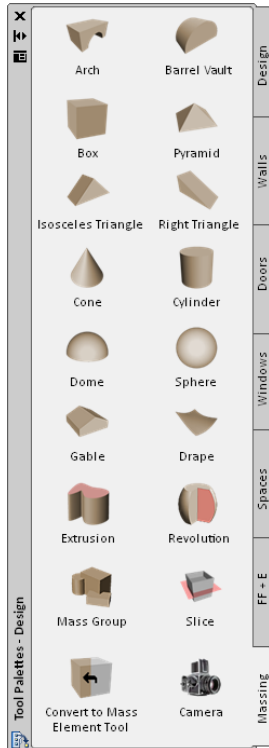 Arch
Barrel Vault
Box
Pyramid
Isosceles Triangle
Right Triangle
Cone
Cylinder
Dome
Sphere
Gable
Drape
Extrusion
Revolution
Mass Group
Slice
Convert to Mass
Element Tool
Camera
Design
Walls
Doors
Windows
Spaces
FF + E
Massing
Tool Palettes - Design